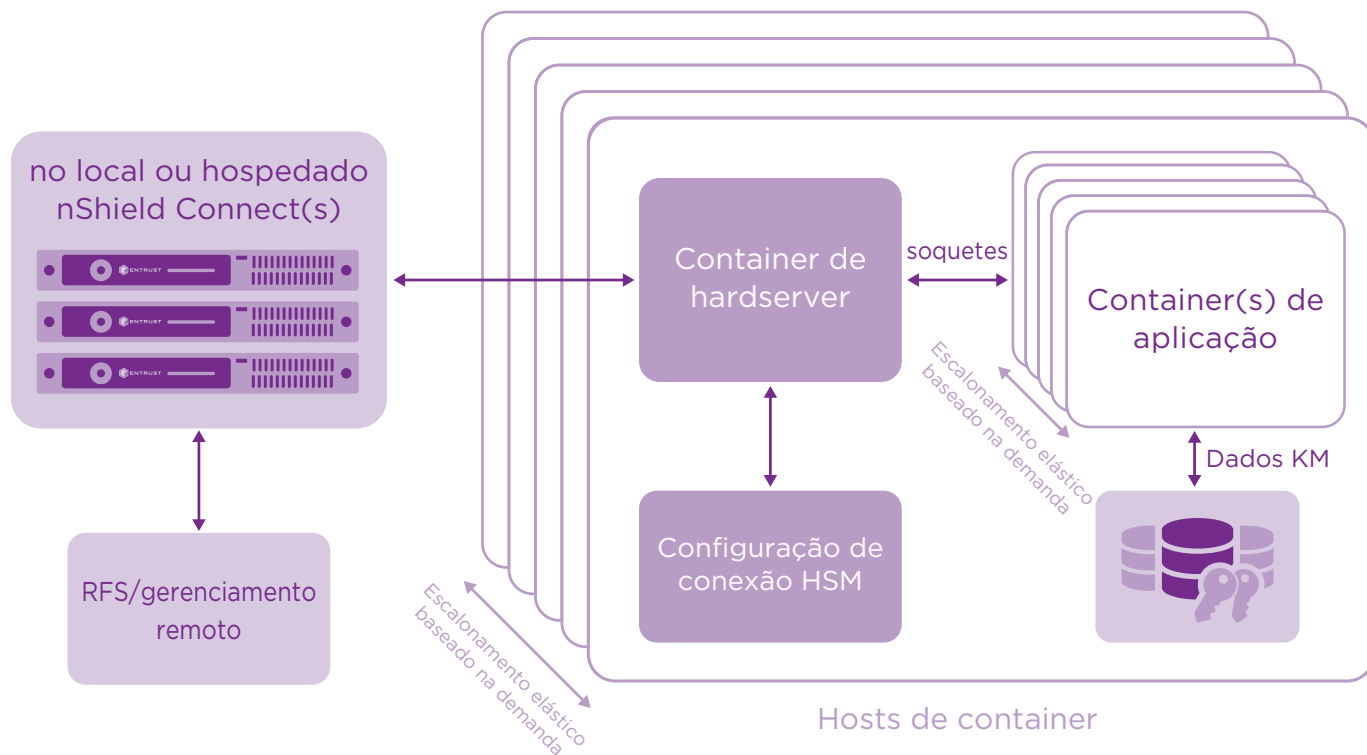 no local ou hospedado
nShield Connect(s)
ENTRUST
ENTRUST
ENTRUST
RFS/gerenciamento
remoto
Container de
hardserver
soquetes
Container(s) de
aplicação
Escalonamento elástico
baseado na demanda
Dados KM
Configuração de
conexão HSM
Escalonamento elástico
baseado na demanda
Hosts de container